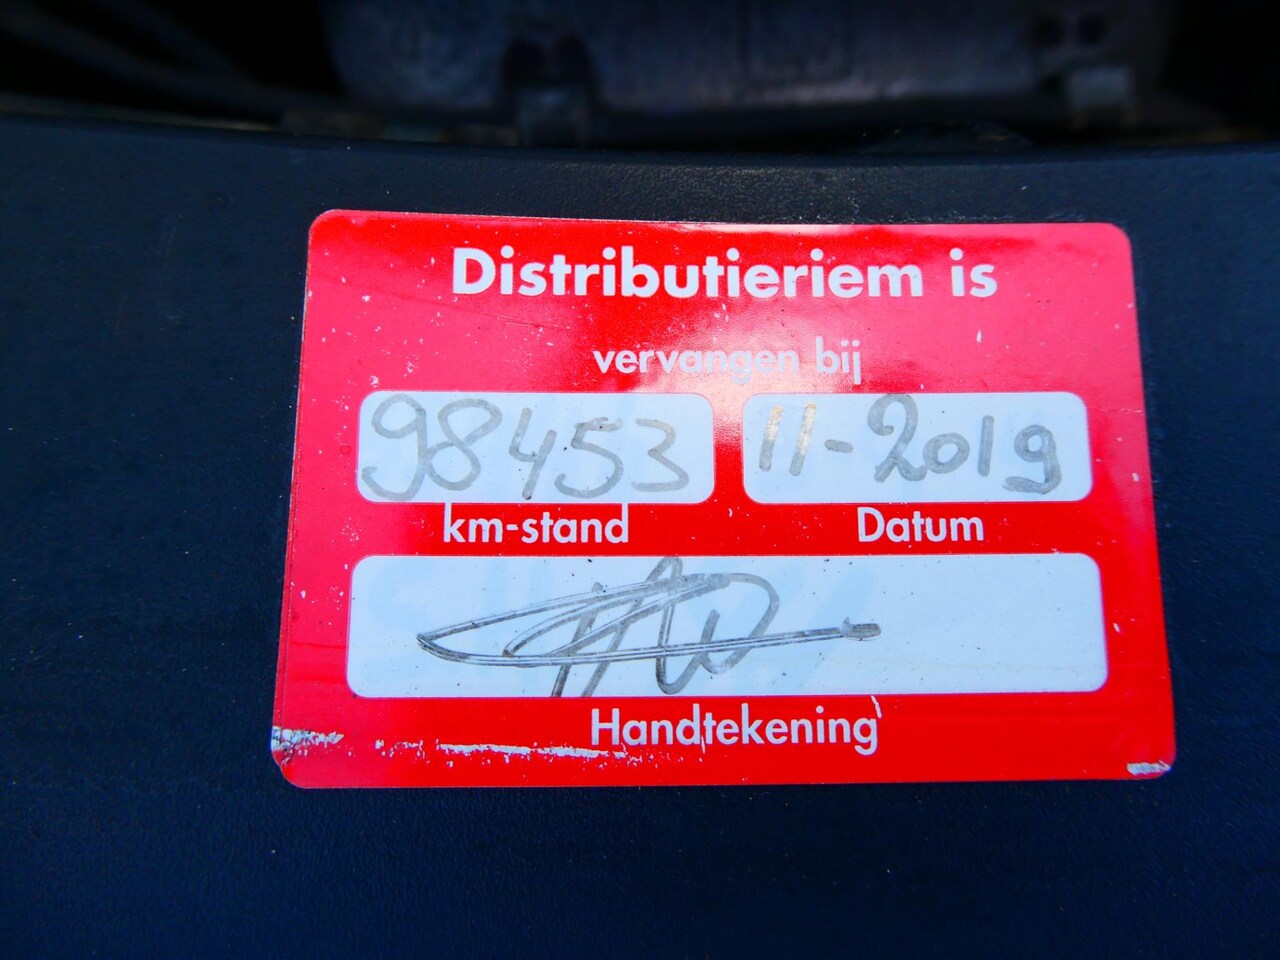 Distributieriem is
vervangen bij
98453 11-2019
km-stand Datum
Handtekening